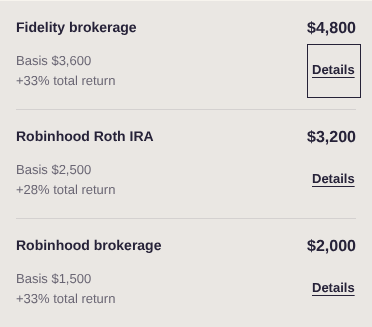 Fidelity brokerage $4,800
Basis $3,600
+33% total return
Details
Robinhood Roth IRA $3,200
Basis $2,500
+28% total return
Details
Robinhood brokerage $2,000
Basis $1,500
+33% total return
Details